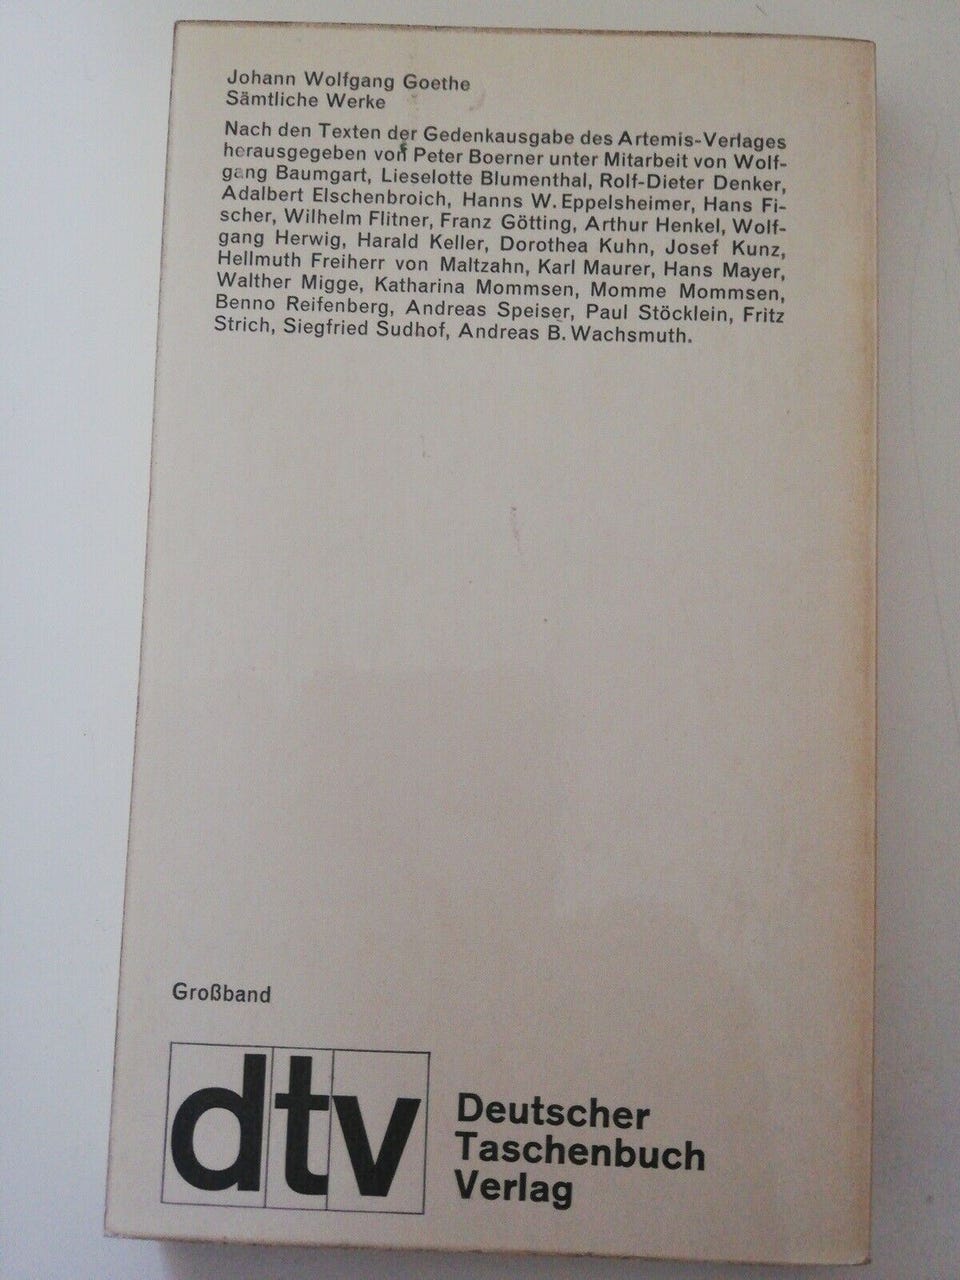 Johann Wolfgang Goethe
Sämtliche Werke
Nach den Texten der Gedenkausgabe des Artemis-Verlages
herausgegeben von Peter Boerner unter Mitarbeit von Wolf-
gang Baumgart, Lieselotte Blumenthal, Rolf-Dieter Denker,
Adalbert Elschenbroich, Hanns W. Eppelsheimer, Hans Fi-
scher, Wilhelm Flitner, Franz Götting, Arthur Henkel, Wolf-
gang Herwig, Harald Keller, Dorothea Kuhn, Josef Kunz,
Hellmuth Freiherr von Maltzahn, Karl Maurer, Hans Mayer,
Walther Migge, Katharina Mommsen, Momme Mommsen,
Benno Reifenberg, Andreas Speiser, Paul Stöcklein, Fritz
Strich, Siegfried Sudhof, Andreas B. Wachsmuth.
Großband
dtv
Deutscher
Taschenbuch
Verlag